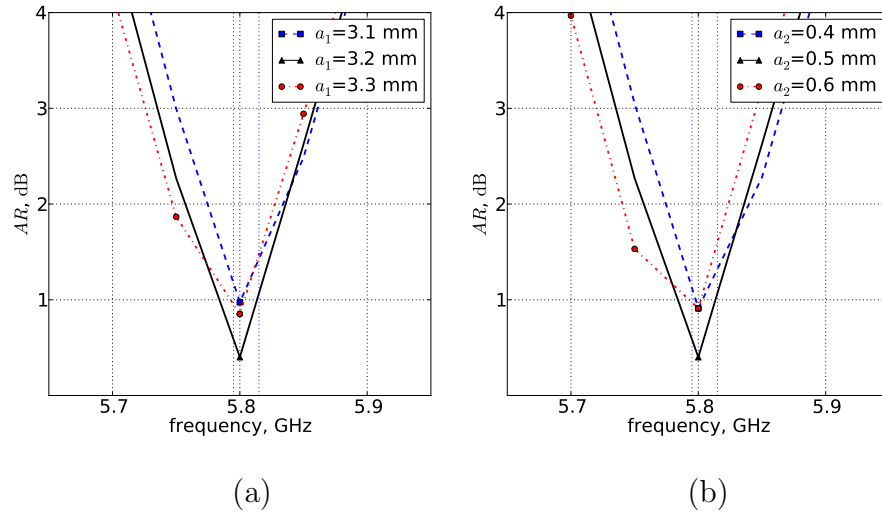 4
3
2
1
AR, dB
a1=3.1 mm
a1=3.2 mm
a1=3.3 mm
5.7
5.8
5.9
frequency, GHz
(a)
4
3
2
1
AR, dB
a2=0.4 mm
a2=0.5 mm
a2=0.6 mm
5.7
5.8
5.9
frequency, GHz
(b)